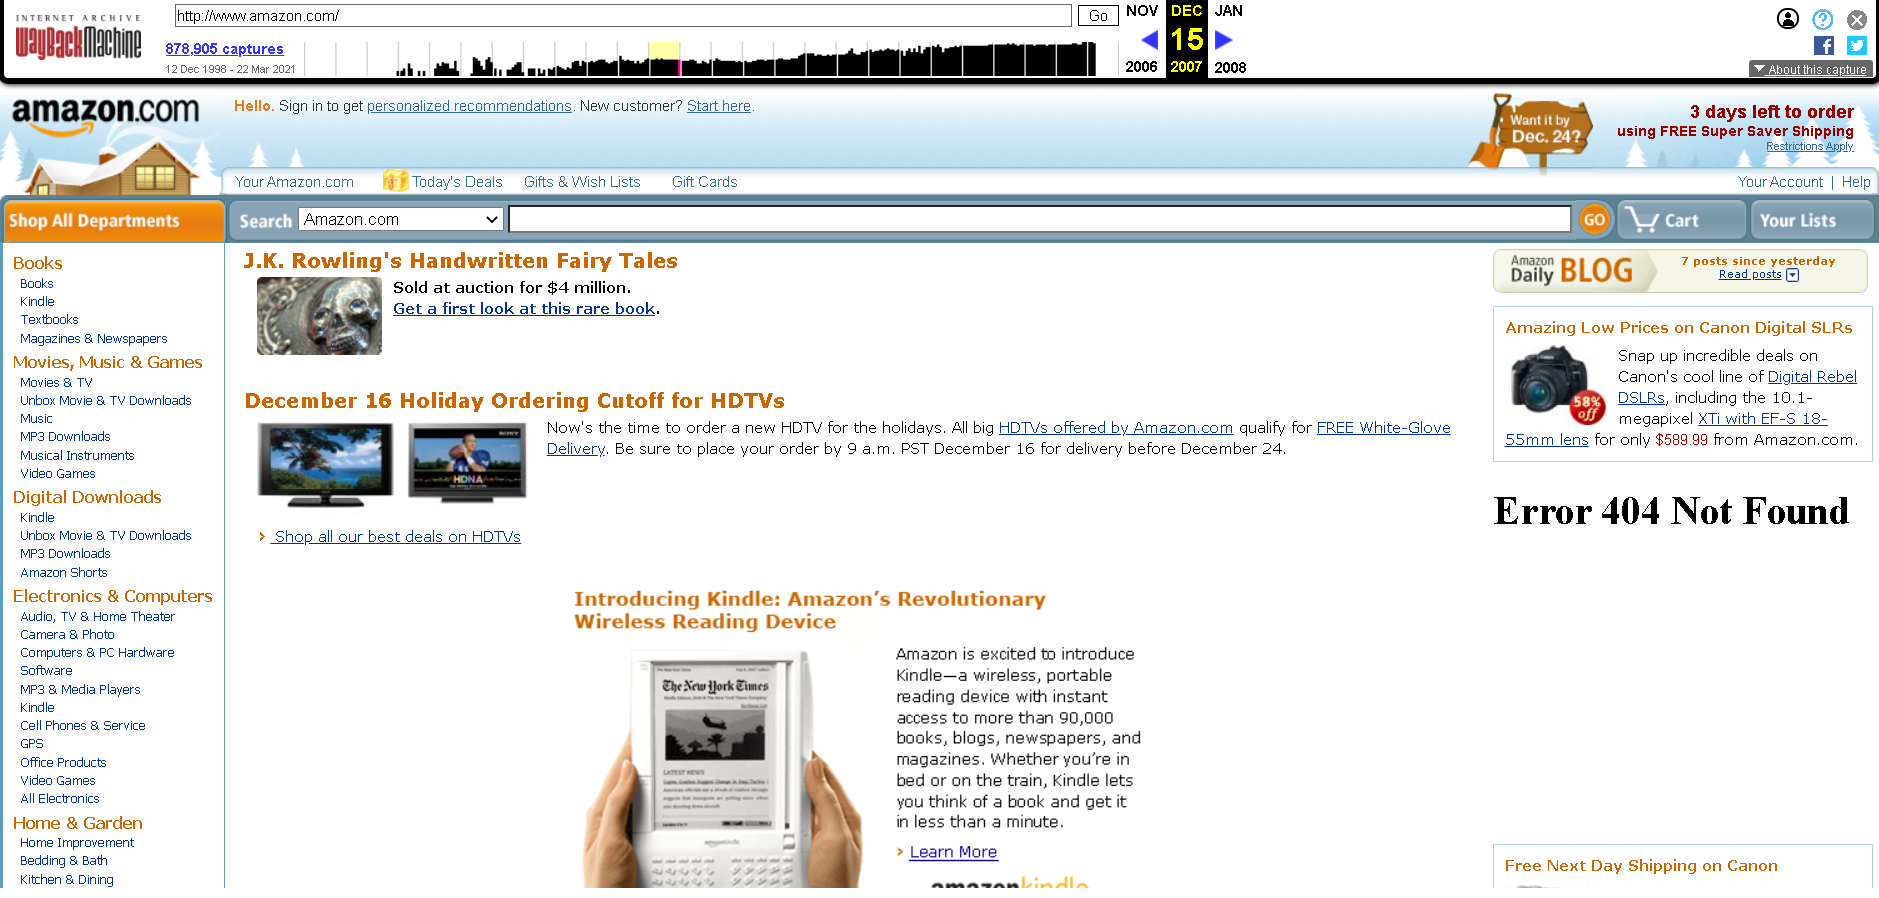 INTERNET ARCHIVE
WayBackMachine
http://www.amazon.com/
Go
NOV DEC JAN
15
2006 2007 2008
878,905 captures
12 Dec 1998 - 22 Mar 2021
About this capture
amazon.com
Hello. Sign in to get personalized recommendations. New customer? Start here.
Want it by
Dec. 24?
3 days left to order
using FREE Super Saver Shipping
Restrictions Apply
Your Amazon.com
Today's Deals
Gifts & Wish Lists
Gift Cards
Your Account | Help
Shop All Departments
Search
Amazon.com
GO
Cart
Your Lists
Books
Books
Kindle
Textbooks
Magazines & Newspapers
Movies, Music & Games
Movies & TV
Unbox Movie & TV Downloads
Music
MP3 Downloads
Musical Instruments
Video Games
Digital Downloads
Kindle
Unbox Movie & TV Downloads
MP3 Downloads
Amazon Shorts
Electronics & Computers
Audio, TV & Home Theater
Camera & Photo
Computers & PC Hardware
Software
MP3 & Media Players
Kindle
Cell Phones & Service
GPS
Office Products
Video Games
All Electronics
Home & Garden
Home Improvement
Bedding & Bath
Kitchen & Dining
J.K. Rowling's Handwritten Fairy Tales
Sold at auction for $4 million.
Get a first look at this rare book.
December 16 Holiday Ordering Cutoff for HDTVs
SONY
HDNA
Now's the time to order a new HDTV for the holidays. All big HDTVs offered by Amazon.com qualify for FREE White-Glove
Delivery. Be sure to place your order by 9 a.m. PST December 16 for delivery before December 24.
Shop all our best deals on HDTVs
Introducing Kindle: Amazon's Revolutionary
Wireless Reading Device
The New York Times
LATEST NEWS
amazonkindle
Amazon is excited to introduce
Kindle—a wireless, portable
reading device with instant
access to more than 90,000
books, blogs, newspapers, and
magazines. Whether you're in
bed or on the train, Kindle lets
you think of a book and get it
in less than a minute.
Learn More
amazonkindle
Amazon
Daily BLOG
7 posts since yesterday
Read posts
Amazing Low Prices on Canon Digital SLRs
58%
off
Snap up incredible deals on
Canon's cool line of Digital Rebel
DSLRs, including the 10.1-
megapixel XTi with EF-S 18-
55mm lens for only $589.99 from Amazon.com.
Error 404 Not Found
Free Next Day Shipping on Canon